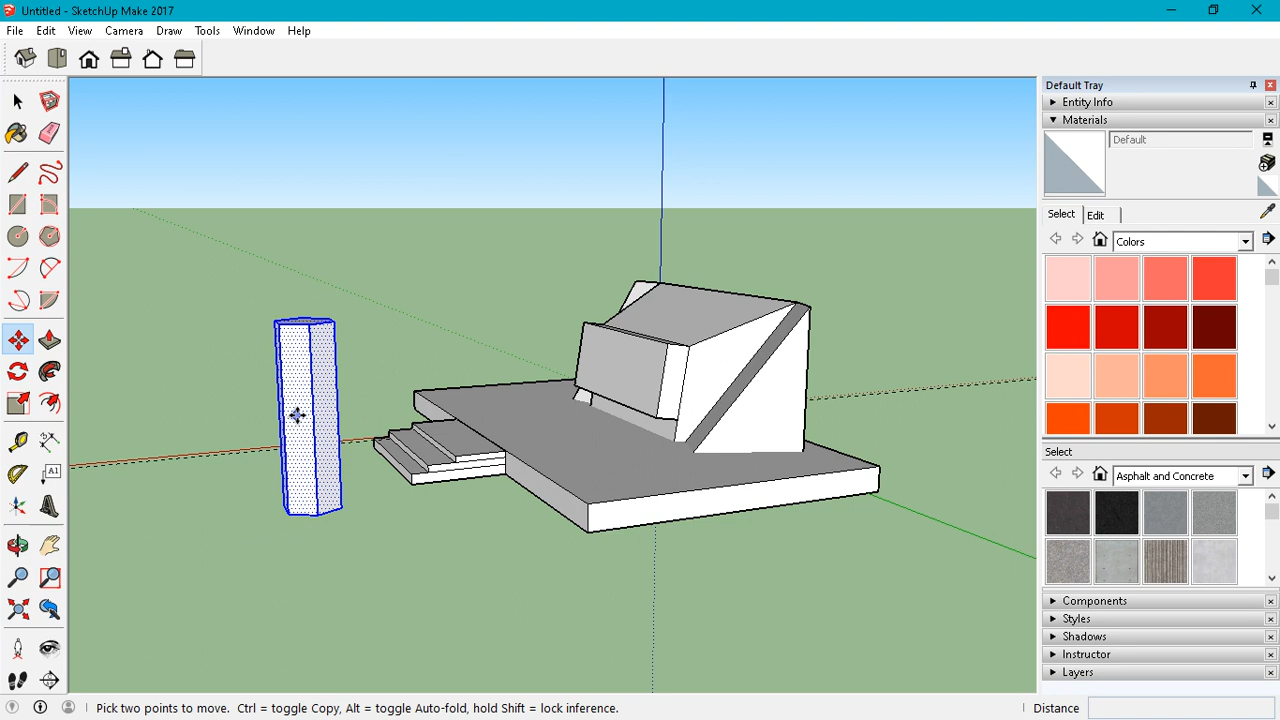 Untitled - SketchUp Make 2017
File Edit View Camera Draw Tools Window Help
Default Tray
Entity Info
Materials
Default
Select Edit
Colors
Select
Asphalt and Concrete
Components
Styles
Shadows
Instructor
Layers
A1
Pick two points to move. Ctrl = toggle Copy, Alt = toggle Auto-fold, hold Shift = lock inference.
Distance